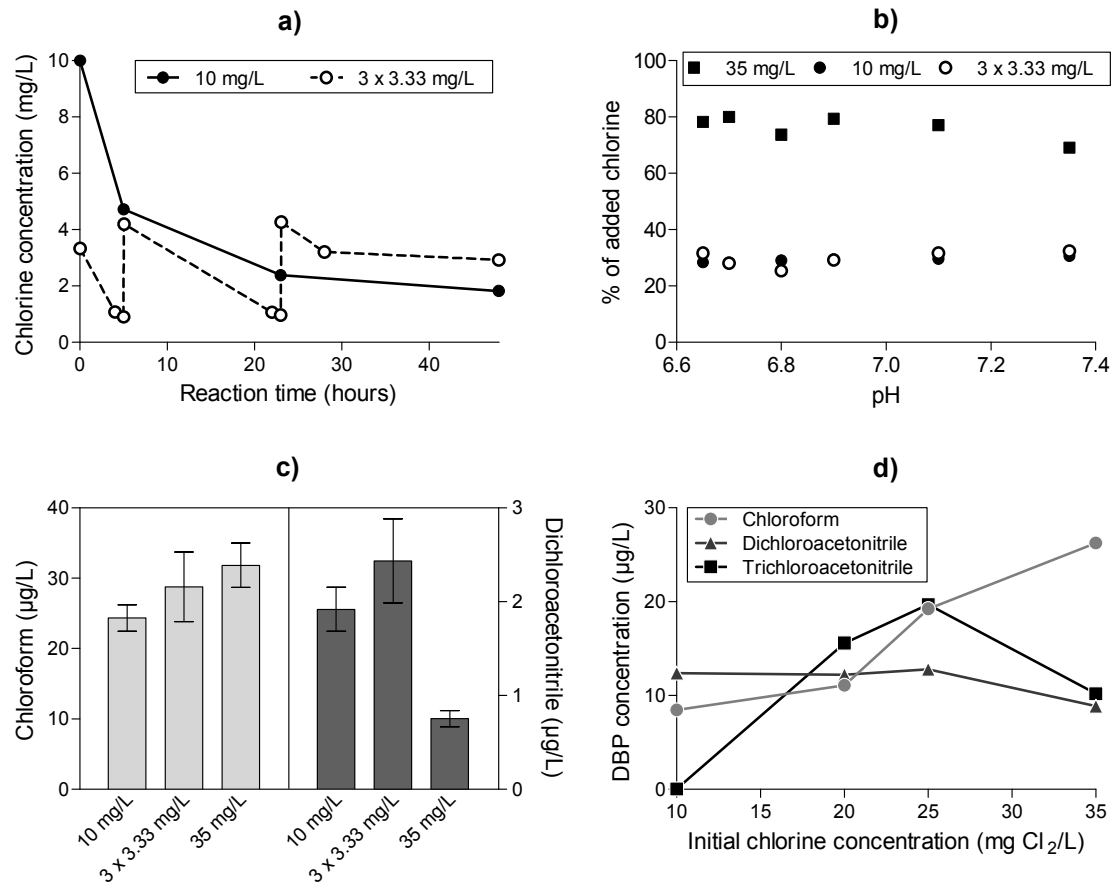 a)
Chlorine concentration (mg/L)
10
8
6
4
2
0
10 mg/L
3 x 3.33 mg/L
0
10
20
30
40
Reaction time (hours)
b)
% of added chlorine
100
80
60
40
20
0
35 mg/L
10 mg/L
3 x 3.33 mg/L
6.6
6.8
7.0
7.2
7.4
pH
c)
Chloroform (µg/L)
40
30
20
10
0
10 mg/L
3 x 3.33 mg/L
35 mg/L
10 mg/L
3 x 3.33 mg/L
35 mg/L
3
2
1
0
Dichloroacetonitrile (µg/L)
d)
DBP concentration (µg/L)
30
20
10
0
Chloroform
Dichloroacetonitrile
Trichloroacetonitrile
10
15
20
25
30
35
Initial chlorine concentration (mg Cl₂/L)